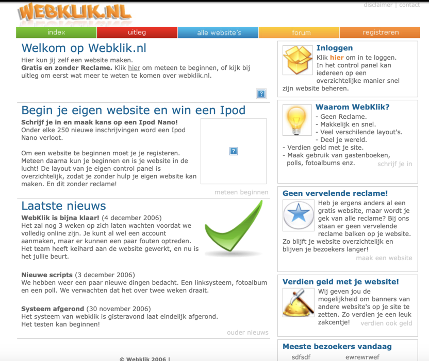 disclaimer | contact
WEBKLIK.NL
index
uitleg
alle website's
forum
registreren
Welkom op Webklik.nl
Hier kun jij zelf een website maken.
Gratis en zonder Reclame. Klik hier om meteen te beginnen, of kijk bij
uitleg om eerst wat meer te weten te komen over webklik.nl.
Begin je eigen website en win een Ipod
Schrijf je in en maak kans op een Ipod Nano!
Onder elke 250 nieuwe inschrijvingen word een Ipod
Nano verloot.
Om een website te beginnen moet je je registeren.
Meteen daarna kun je beginnen en is je website in de
lucht! De layout van je eigen control panel is
overzichtelijk, zodat je zonder hulp je eigen website kan
maken. En dit zonder reclame!
meteen beginnen
Laatste nieuws
WebKlik is bijna klaar! (4 december 2006)
Het zal nog 3 weken op zich laten wachten voordat we
volledig online zijn. Je kunt al wel een account
aanmaken, maar er kunnen een paar fouten optreden.
Het team heeft keihard aan de website gewerkt, en nu is
het jullie beurt.
Nieuwe scripts (3 december 2006)
We hebben weer een paar nieuwe dingen bedacht. Een linksysteem, fotoalbum
en een poll. We verwachten dat het over twee weken draait.
Systeem afgerond (30 november 2006)
Het systeem van webklik is gisteravond laat eindelijk afgerond.
Het testen kan beginnen!
ouder nieuws
© Webklik 2006 |
Inloggen
Klik hier om in te loggen.
In het control panel kan
iedereen op een
overzichtelijke manier snel
zijn website beheren.
Waarom WebKlik?
- Geen Reclame.
- Makkelijk en snel.
- Veel verschilende layout's.
- Deel je wereld.
- Verdien geld met je site.
- Maak gebruik van gastenboeken,
polls, fotoalbums enz.
schrijf je in
Geen vervelende reclame!
Heb je ergens anders al een
gratis website, maar wordt je
gek van alle reclame? Bij ons
staan er geen vervelende
reclame balken op je website.
Zo blijft je website overzichtelijk en
blijven je bezoekers langer.
maak een website
Verdien geld met je website!
Wij geven jou de
mogelijkheid om banners van
andere website's op je site te
zetten. Zo verdien je een leuk
zakcentje!
verdien ook geld
Meeste bezoekers vandaag
sdfsdf
ewrewrwef